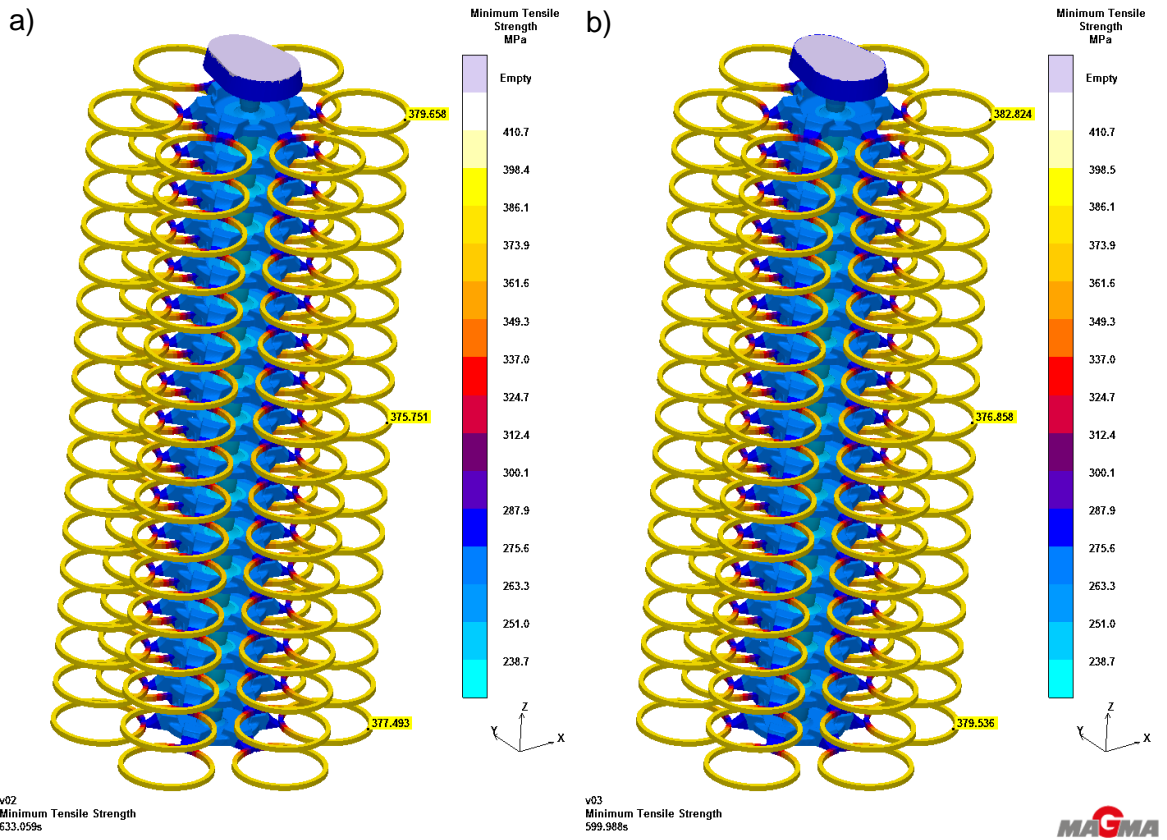 a)
Minimum Tensile
Strength
MPa
Empty
410.7
398.4
386.1
373.9
361.6
349.3
337.0
324.7
312.4
300.1
287.9
275.6
263.3
251.0
238.7
379.658
375.751
377.493
Z
Y
X
v02
Minimum Tensile Strength
633.059s
b)
Minimum Tensile
Strength
MPa
Empty
410.7
398.5
386.1
373.9
361.6
349.3
337.0
324.7
312.4
300.1
287.9
275.6
263.3
251.0
238.7
382.824
376.858
379.536
Z
Y
X
v03
Minimum Tensile Strength
599.988s
MAGMA